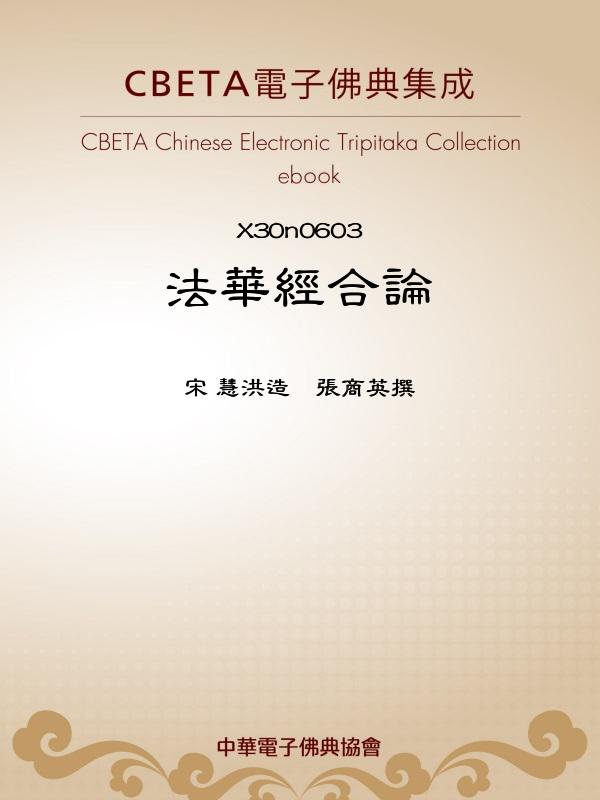 CBETA電子佛典集成
CBETA Chinese Electronic Tripitaka Collection
ebook
X30n0603
法華經合論
宋 慧洪造　張商英撰
中華電子佛典協會